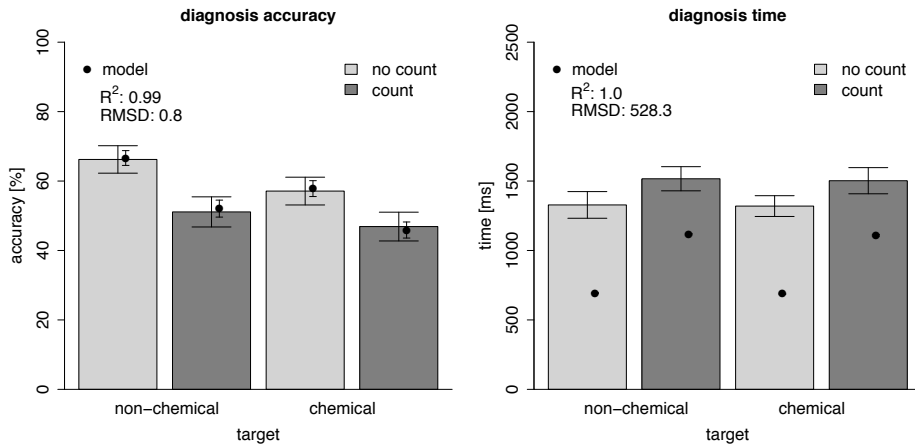 diagnosis accuracy
100
80
60
40
20
0
accuracy [%]
model
R²: 0.99
RMSD: 0.8
no count
count
non−chemical
chemical
target
diagnosis time
2500
2000
1500
1000
500
0
time [ms]
model
R²: 1.0
RMSD: 528.3
no count
count
non−chemical
chemical
target